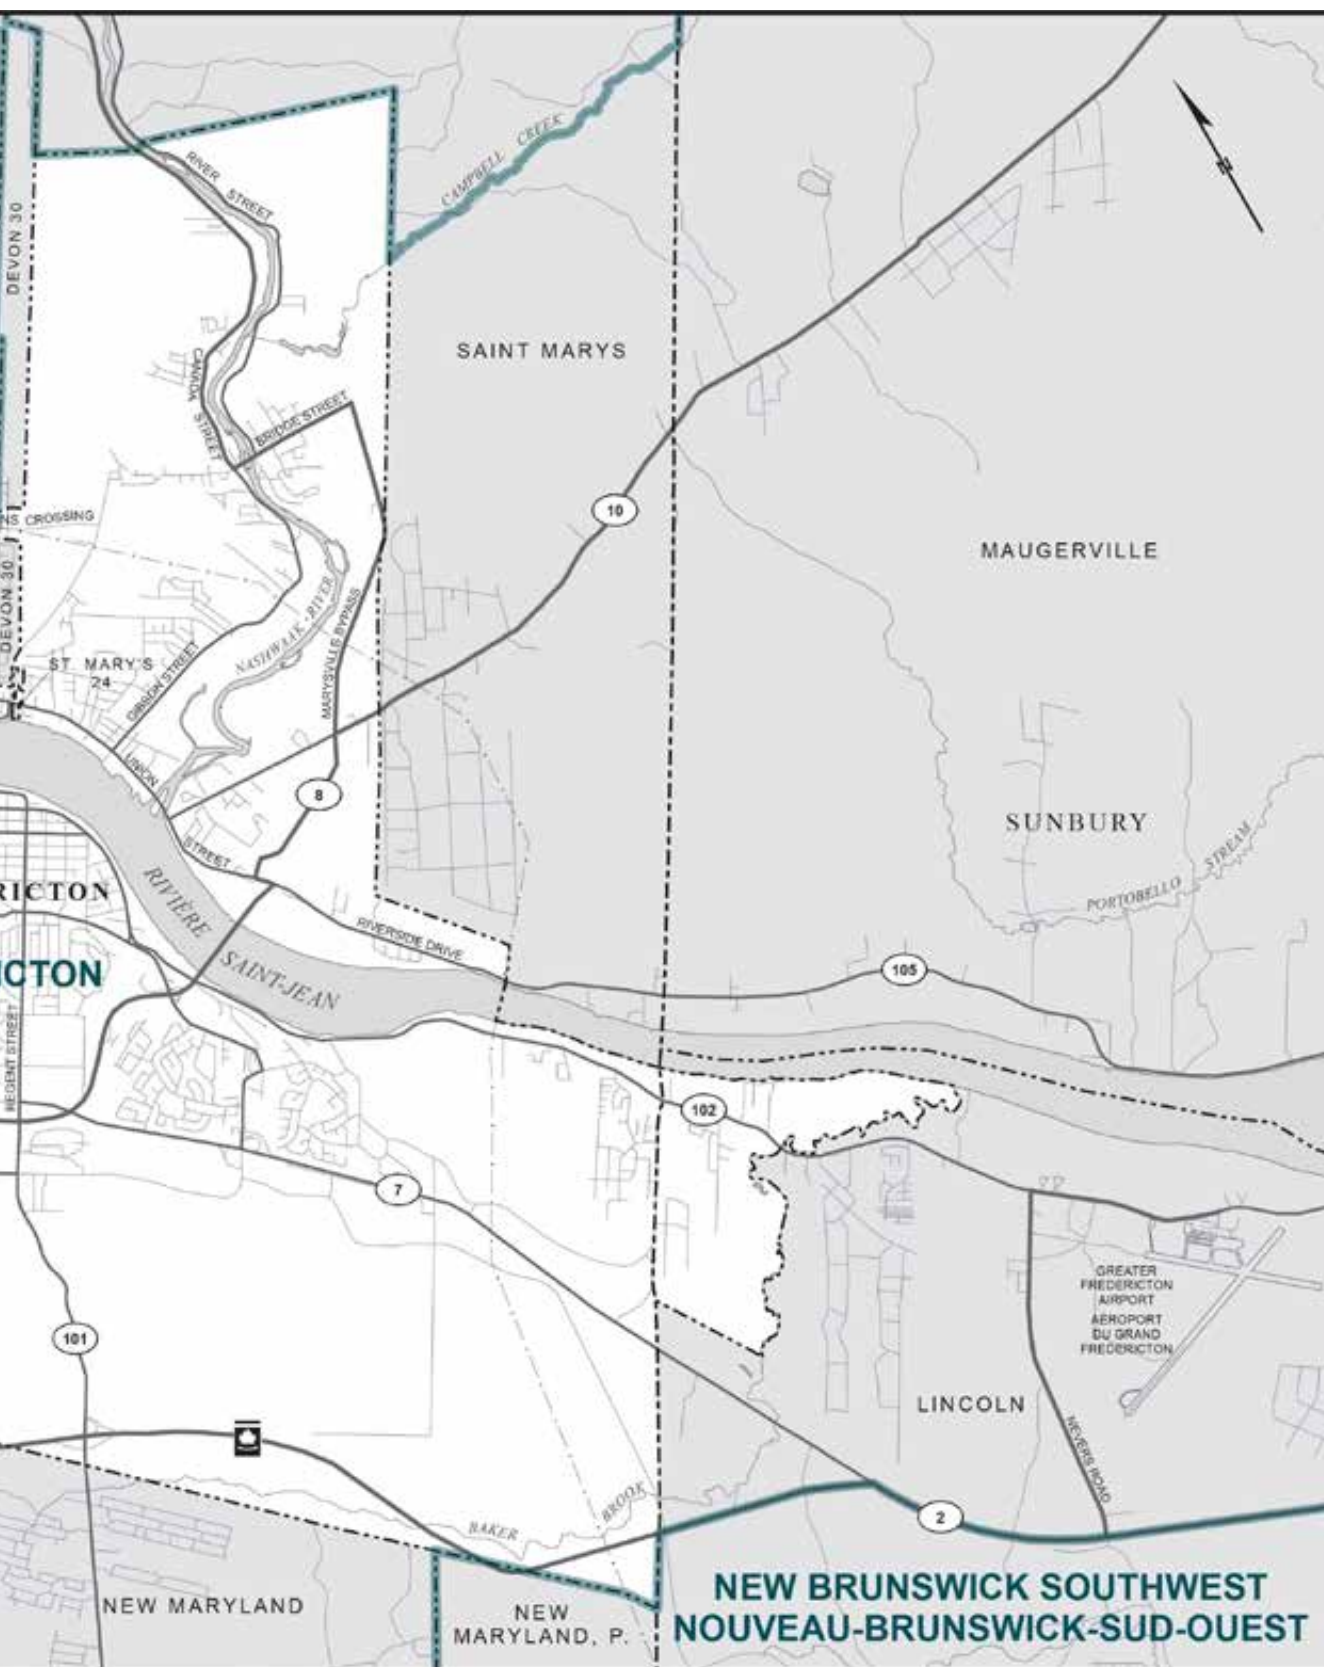 CAMPBELL CREEK
N
RIVER STREET
DEVON 30
SAINT MARYS
CANADA STREET
BRIDGE STREET
10
NS CROSSING
MAUGERVILLE
DEVON 30
NASHWAAK RIVER
MARYSVILLE BYPASS
ST. MARY'S
24
GIBSON STREET
UNION
8
SUNBURY
STREET
PORTOBELLO STREAM
RICTON
RIVIÈRE
SAINT-JEAN
RIVERSIDE DRIVE
ICTON
105
REGENT STREET
102
7
GREATER
FREDERICTON
AIRPORT
AÉROPORT
DU GRAND
FREDERICTON
101
LINCOLN
NEVERS ROAD
BAKER BROOK
2
NEW MARYLAND
NEW
MARYLAND, P.
NEW BRUNSWICK SOUTHWEST
NOUVEAU-BRUNSWICK-SUD-OUEST